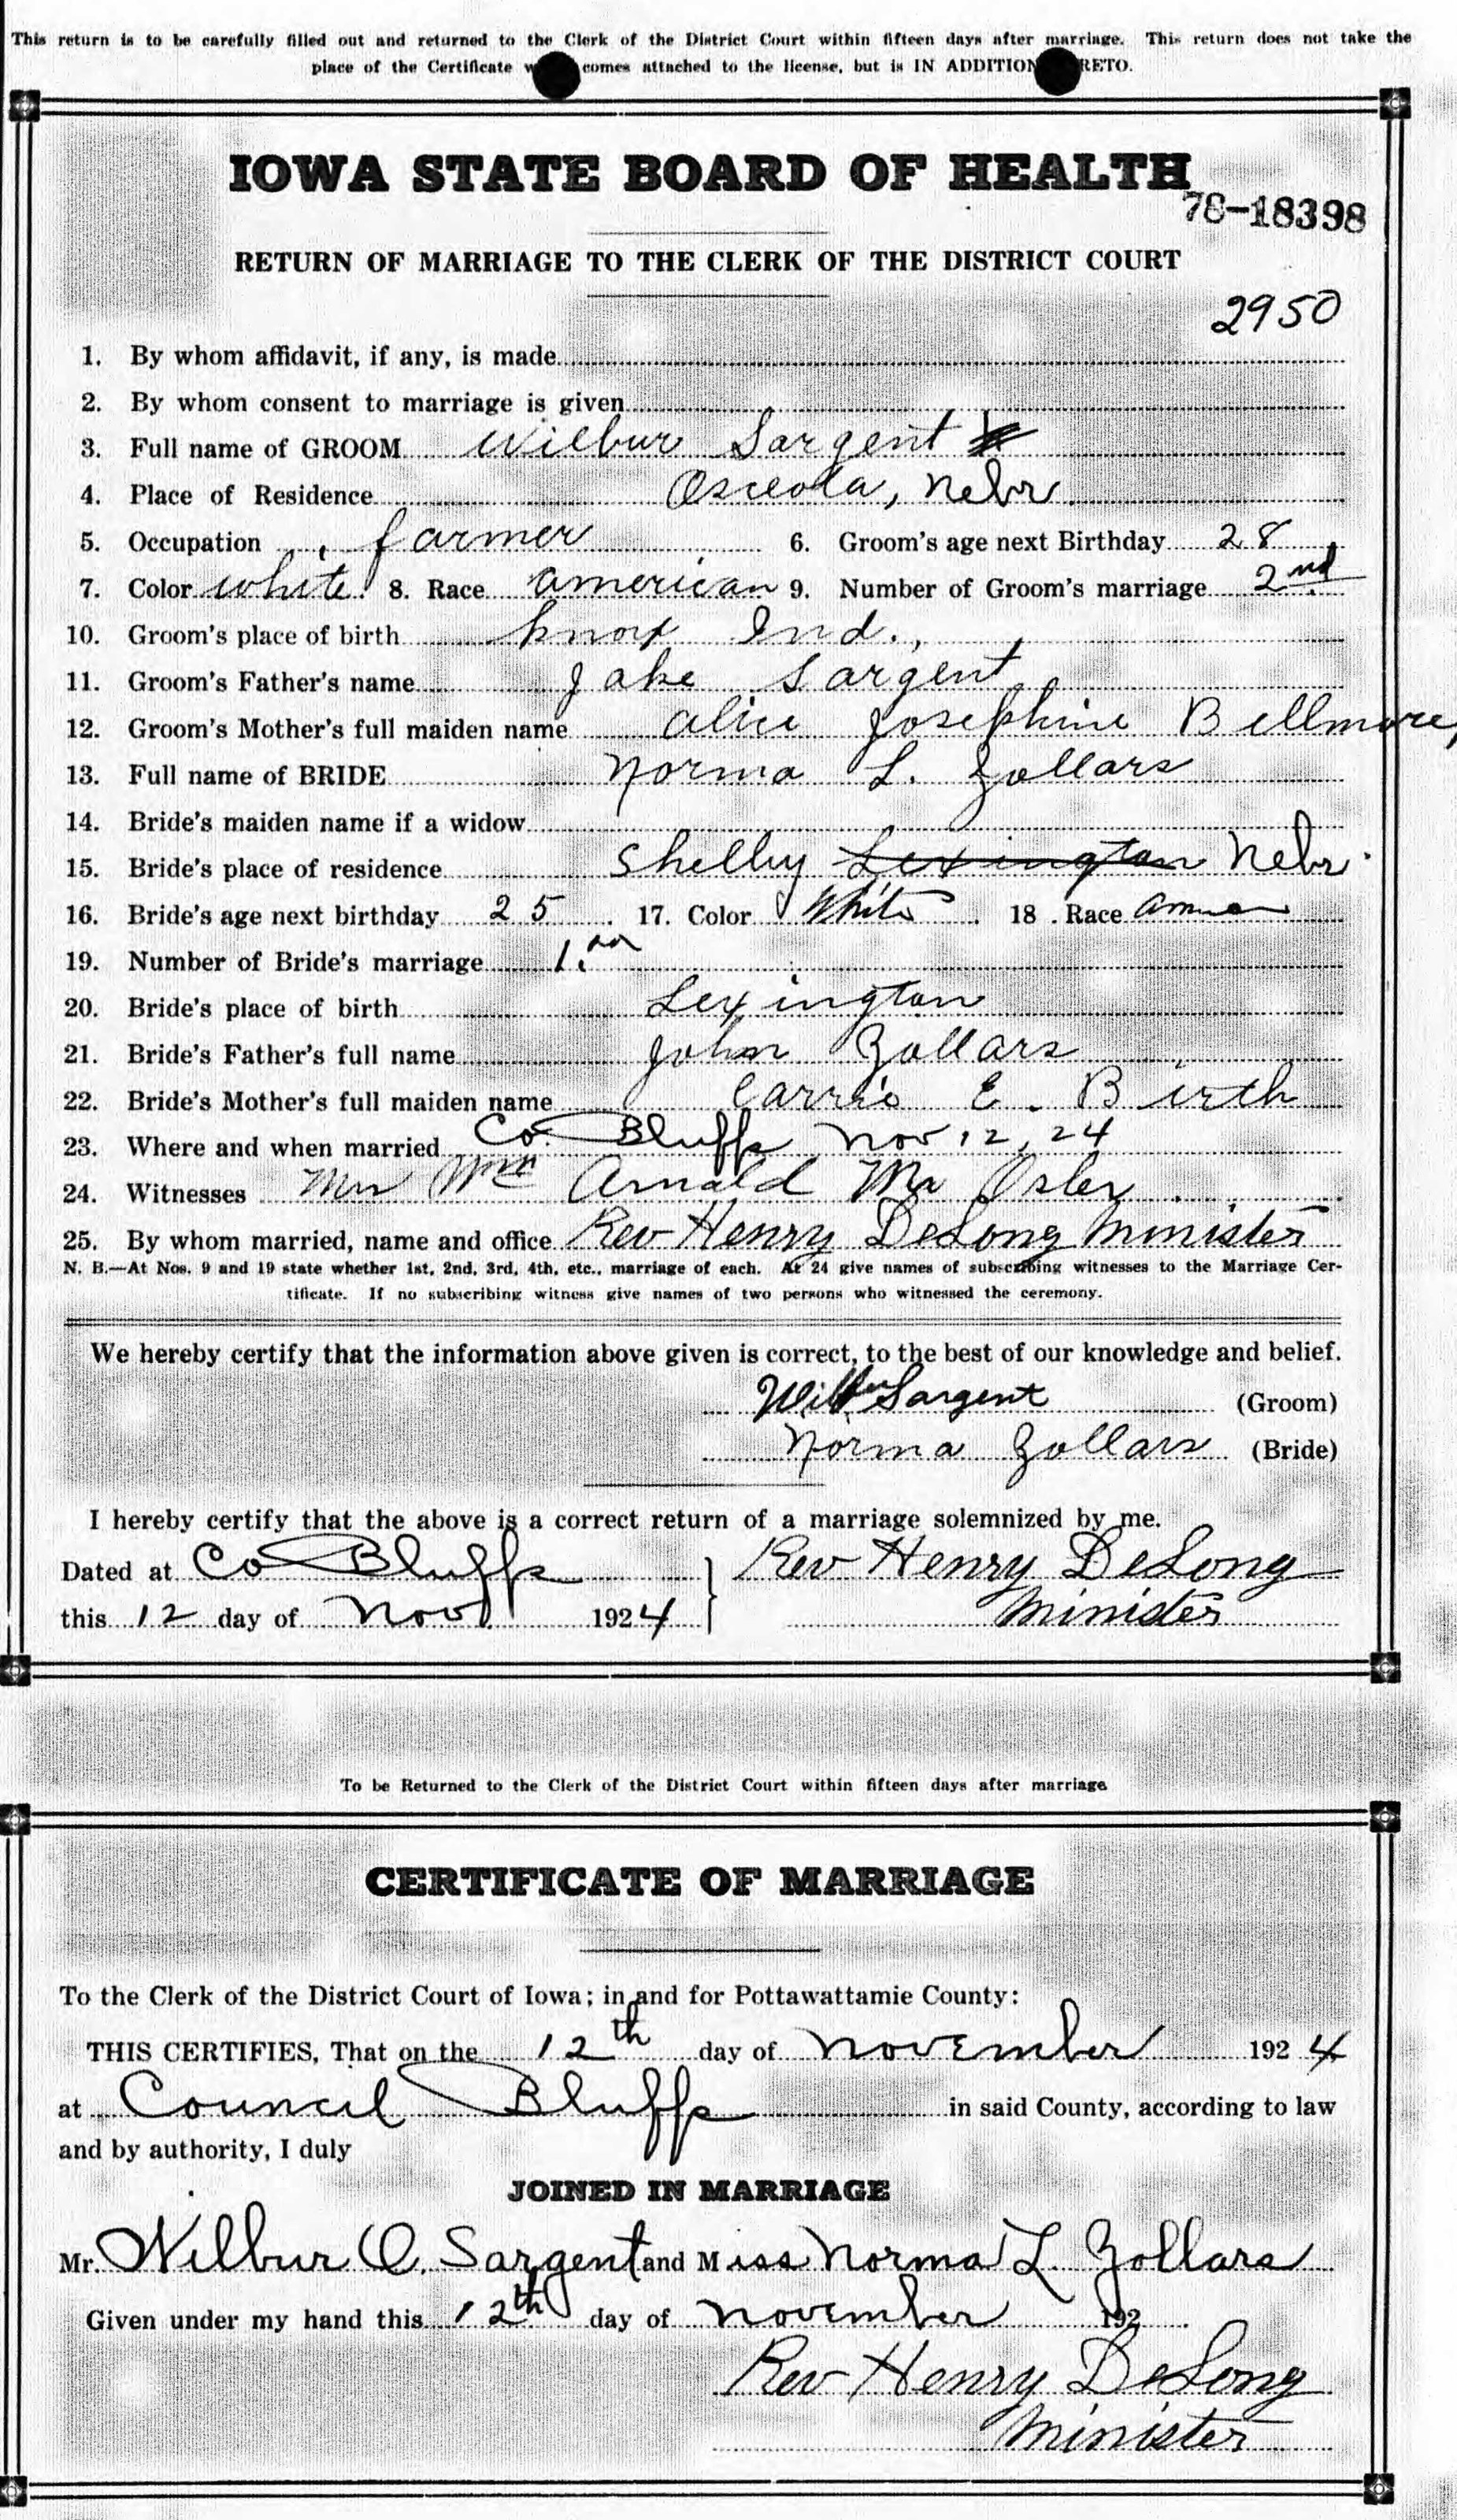 This return is to be carefully filled out and returned to the Clerk of the District Court within fifteen days after marriage. This return does not take the
place of the Certificate comes attached to the license, but is IN ADDITION RETO.
IOWA STATE BOARD OF HEALTH
78-18398
RETURN OF MARRIAGE TO THE CLERK OF THE DISTRICT COURT
2950
1. By whom affidavit, if any, is made
2. By whom consent to marriage is given
3. Full name of GROOM Wilbur Sargent
4. Place of Residence Osceola, Nebr.
5. Occupation farmer 6. Groom's age next Birthday 28
7. Color white 8. Race american 9. Number of Groom's marriage 2nd
10. Groom's place of birth Knox Ind.,
11. Groom's Father's name Jake Sargent
12. Groom's Mother's full maiden name Alice Josephine Bellmore,
13. Full name of BRIDE Norma L. Zollars
14. Bride's maiden name if a widow
15. Bride's place of residence Shelby Lexington Nebr.
16. Bride's age next birthday 25 17. Color White 18. Race
19. Number of Bride's marriage 1.
20. Bride's place of birth Lexington
21. Bride's Father's full name John Zollars
22. Bride's Mother's full maiden name Carrie E. Birth
23. Where and when married Co Bluffs Nov 12, 24
24. Witnesses Arnold Osler
25. By whom married, name and office Rev Henry DeLong Minister
N. B.—At Nos. 9 and 19 state whether 1st, 2nd, 3rd, 4th, etc., marriage of each. At 24 give names of subscribing witnesses to the Marriage Cer-
tificate. If no subscribing witness give names of two persons who witnessed the ceremony.
We hereby certify that the information above given is correct, to the best of our knowledge and belief.
Wilbur Sargent (Groom)
Norma Zollars (Bride)
I hereby certify that the above is a correct return of a marriage solemnized by me.
Dated at Co Bluffs Rev Henry DeLong
this 12 day of Nov 1924 Minister
To be Returned to the Clerk of the District Court within fifteen days after marriage
CERTIFICATE OF MARRIAGE
To the Clerk of the District Court of Iowa; in and for Pottawattamie County:
THIS CERTIFIES, That on the 12th day of November 1924
at Council Bluffs in said County, according to law
and by authority, I duly
JOINED IN MARRIAGE
Mr. Wilbur O. Sargent and Miss Norma L. Zollars
Given under my hand this 12th day of November 192
Rev Henry DeLong
Minister